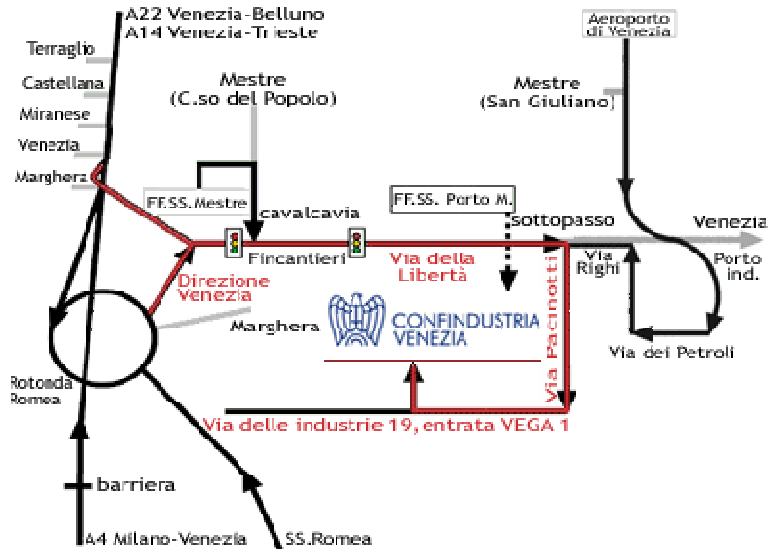 A22 Venezia-Belluno
A14 Venezia-Trieste
Aeroporto
di Venezia
Terraglio
Castellana
Miranese
Venezia
Marghera
Mestre
(C.so del Popolo)
Mestre
(San Giuliano)
FF.SS.Mestre
FF.SS. Porto M.
cavalcavia
sottopasso
Venezia
Fincantieri
Via della
Libertà
Via
Righi
Porto
ind.
Direzione
Venezia
Marghera
CONFINDUSTRIA
VENEZIA
Via Pacinotti
Via dei Petroli
Rotonda
Romea
Via delle industrie 19, entrata VEGA 1
barriera
A4 Milano-Venezia
SS.Romea